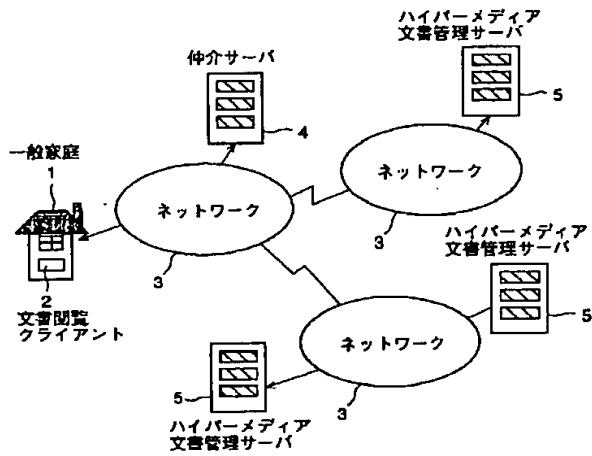 ハイパーメディア
文書管理サーバ
5
仲介サーバ
4
一般家庭
1
ネットワーク
3
ネットワーク
3
2
文書閲覧
クライアント
ハイパーメディア
文書管理サーバ
5
ネットワーク
3
5
ハイパーメディア
文書管理サーバ